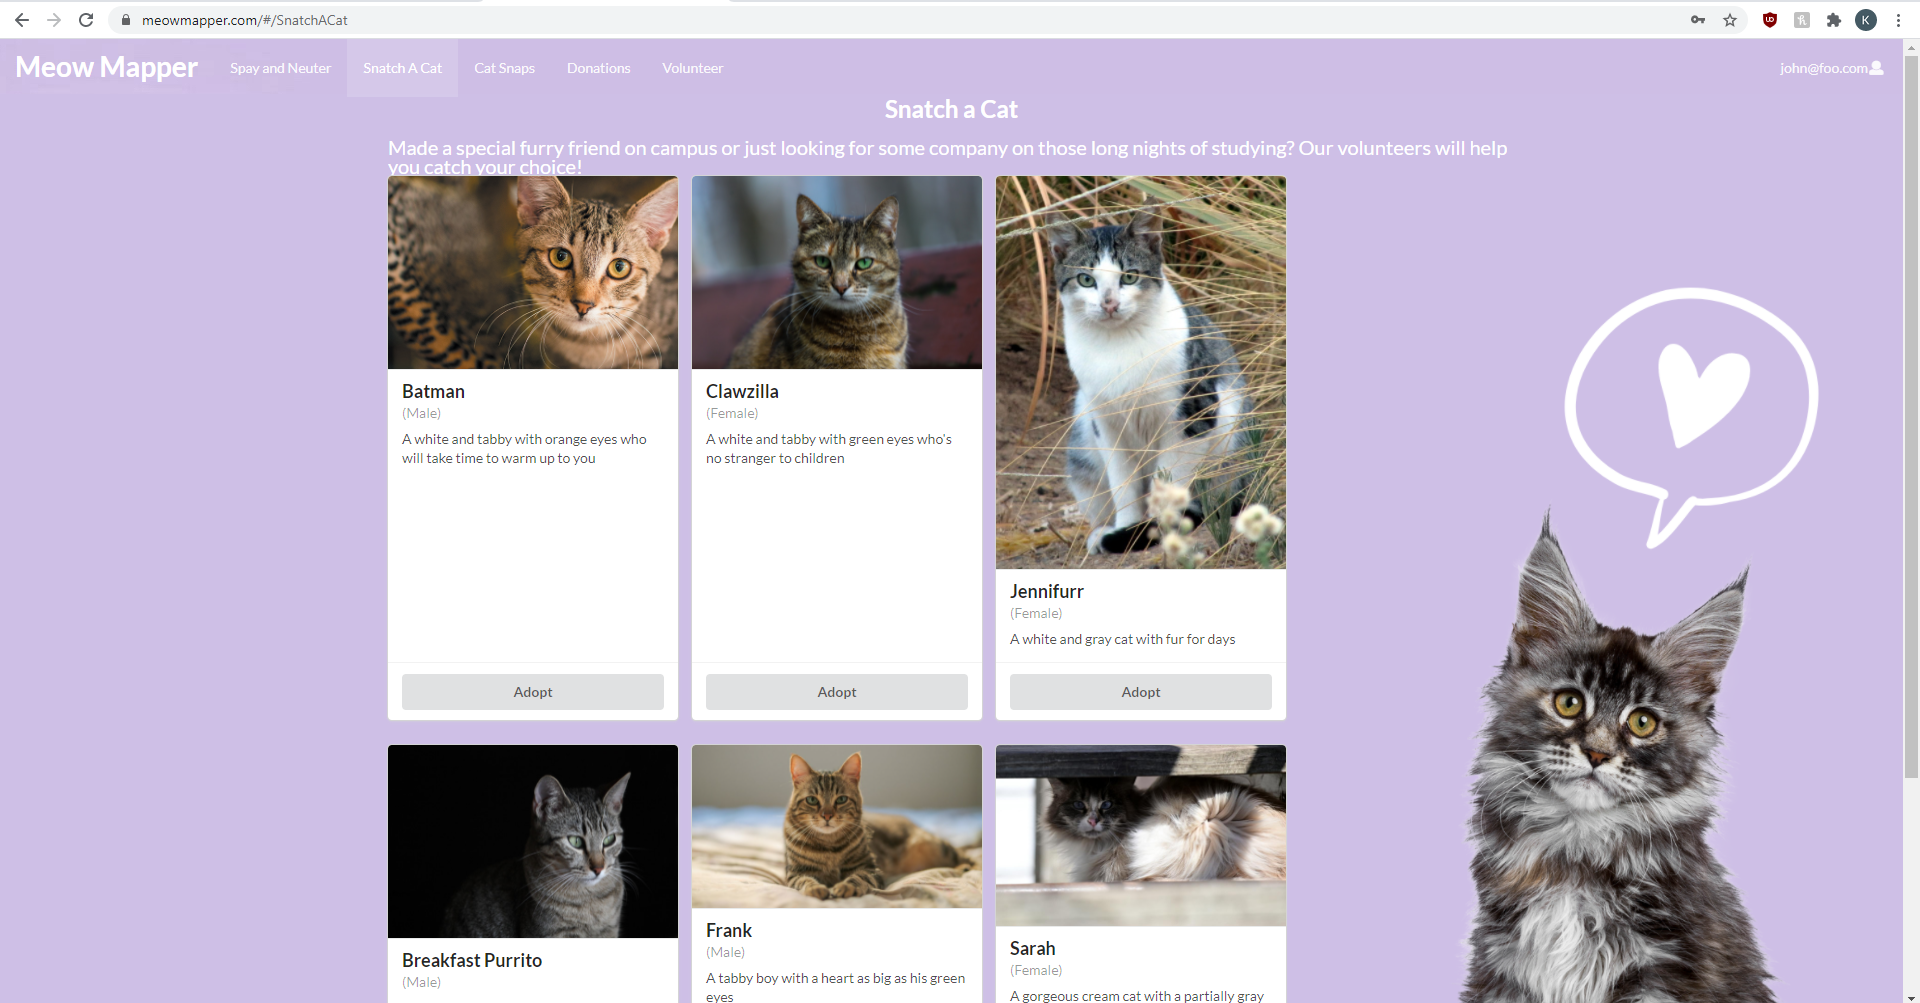 meowmapper.com/#/SnatchACat
K
Meow Mapper
Spay and Neuter
Snatch A Cat
Cat Snaps
Donations
Volunteer
john@foo.com
Snatch a Cat
Made a special furry friend on campus or just looking for some company on those long nights of studying? Our volunteers will help
you catch your choice!
Batman
(Male)
A white and tabby with orange eyes who
will take time to warm up to you
Adopt
Clawzilla
(Female)
A white and tabby with green eyes who's
no stranger to children
Adopt
Jennifurr
(Female)
A white and gray cat with fur for days
Adopt
Breakfast Purrito
(Male)
Frank
(Male)
A tabby boy with a heart as big as his green
eyes
Sarah
(Female)
A gorgeous cream cat with a partially gray